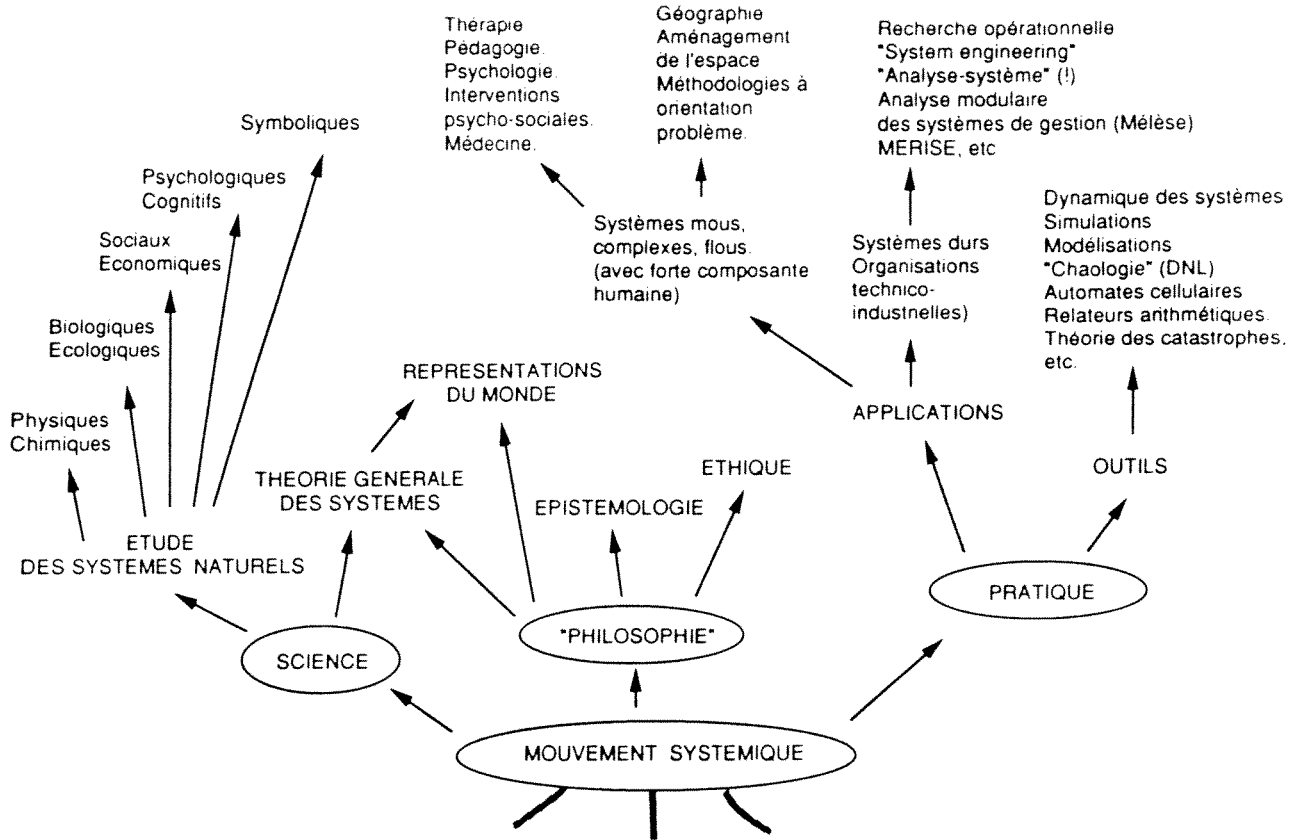 Thérapie
Pédagogie.
Psychologie.
Interventions
psycho-sociales.
Médecine.
Géographie
Aménagement
de l'espace
Méthodologies à
orientation
problème.
Recherche opérationnelle
"System engineering"
"Analyse-système" (!)
Analyse modulaire
des systèmes de gestion (Mélèse)
MERISE, etc
Symboliques
Psychologiques
Cognitifs
Sociaux
Economiques
Biologiques
Ecologiques
Physiques
Chimiques
Systèmes mous,
complexes, flous.
(avec forte composante
humaine)
Systèmes durs
Organisations
technico-
industrielles)
Dynamique des systèmes
Simulations
Modélisations
"Chaologie" (DNL)
Automates cellulaires
Relateurs arithmétiques.
Théorie des catastrophes,
etc.
REPRESENTATIONS
DU MONDE
APPLICATIONS
THEORIE GENERALE
DES SYSTEMES
ETHIQUE
OUTILS
EPISTEMOLOGIE
ETUDE
DES SYSTEMES NATURELS
PRATIQUE
"PHILOSOPHIE"
SCIENCE
MOUVEMENT SYSTEMIQUE